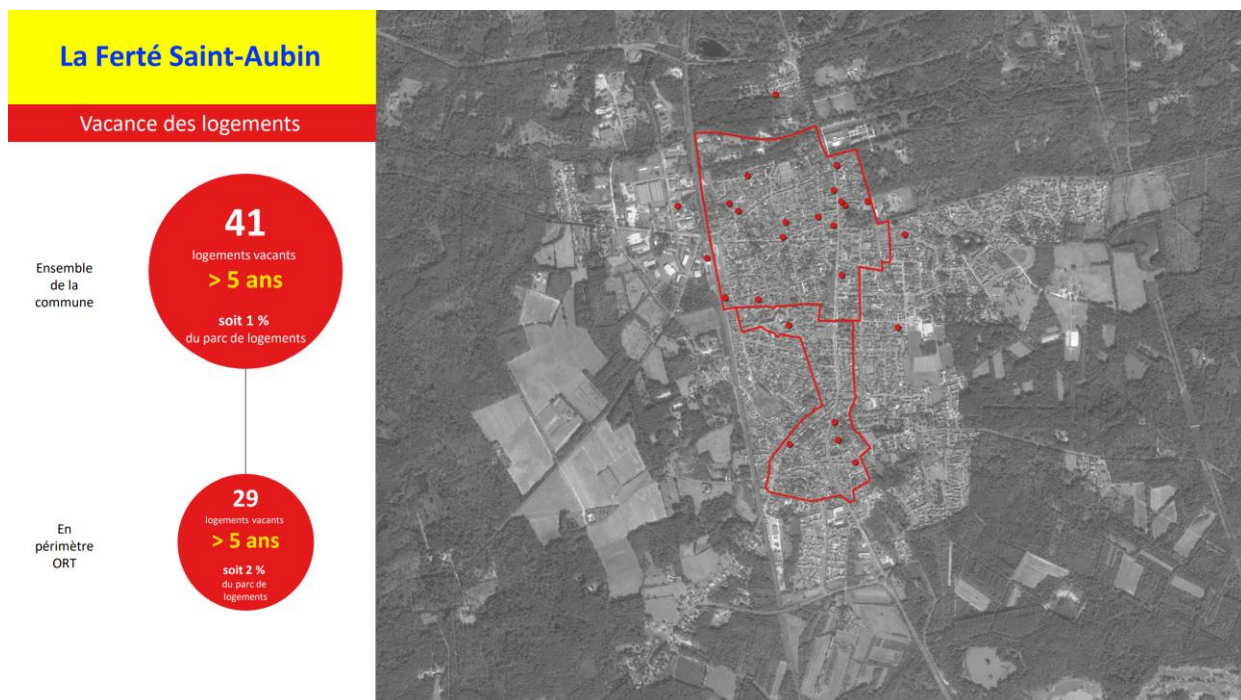 La Ferté Saint-Aubin
Vacance des logements
Ensemble
de la
commune
41
logements vacants
> 5 ans
soit 1 %
du parc de logements
En
périmètre
ORT
29
logements vacants
> 5 ans
soit 2 %
du parc de
logements